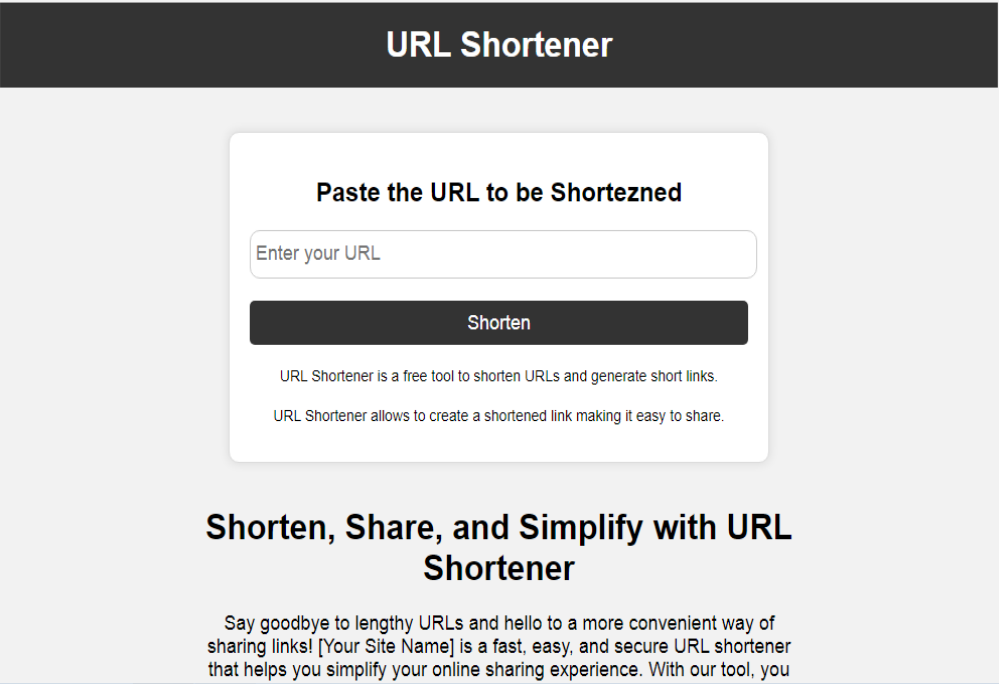 URL Shortener
Paste the URL to be Shortezned
Enter your URL
Shorten
URL Shortener is a free tool to shorten URLs and generate short links.
URL Shortener allows to create a shortened link making it easy to share.
Shorten, Share, and Simplify with URL
Shortener
Say goodbye to lengthy URLs and hello to a more convenient way of
sharing links! [Your Site Name] is a fast, easy, and secure URL shortener
that helps you simplify your online sharing experience. With our tool, you